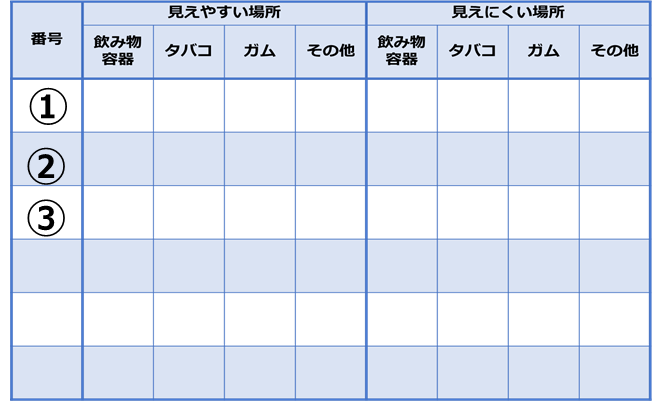 見えやすい場所 見えにくい場所
番号 飲み物容器 タバコ ガム その他 飲み物容器 タバコ ガム その他
①
②
③